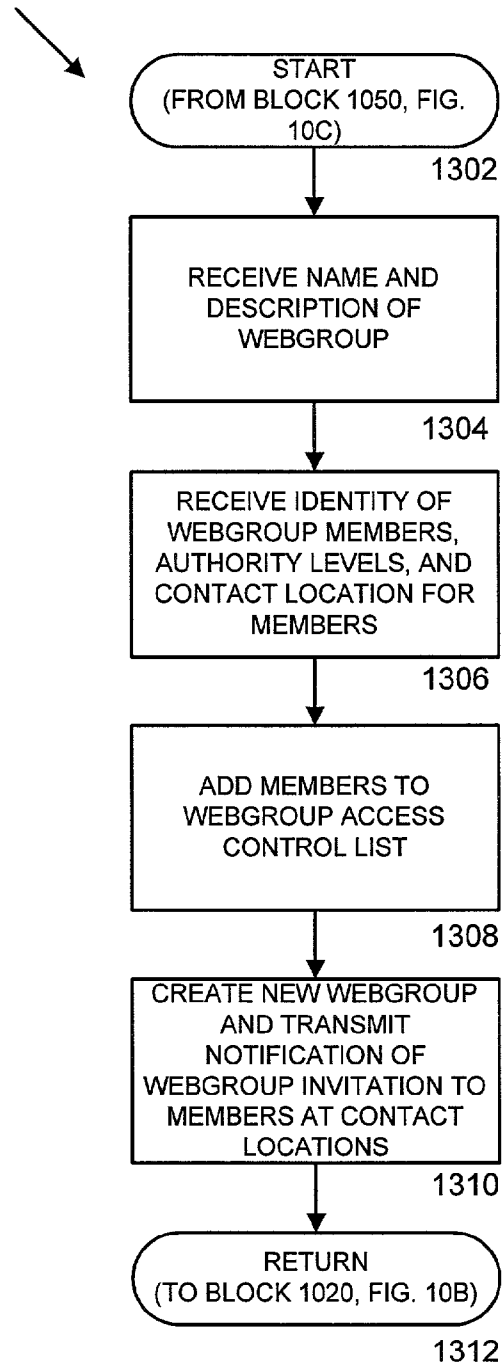 START
(FROM BLOCK 1050, FIG.
10C)
1302
RECEIVE NAME AND
DESCRIPTION OF
WEBGROUP
1304
RECEIVE IDENTITY OF
WEBGROUP MEMBERS,
AUTHORITY LEVELS, AND
CONTACT LOCATION FOR
MEMBERS
1306
ADD MEMBERS TO
WEBGROUP ACCESS
CONTROL LIST
1308
CREATE NEW WEBGROUP
AND TRANSMIT
NOTIFICATION OF
WEBGROUP INVITATION TO
MEMBERS AT CONTACT
LOCATIONS
1310
RETURN
(TO BLOCK 1020, FIG. 10B)
1312